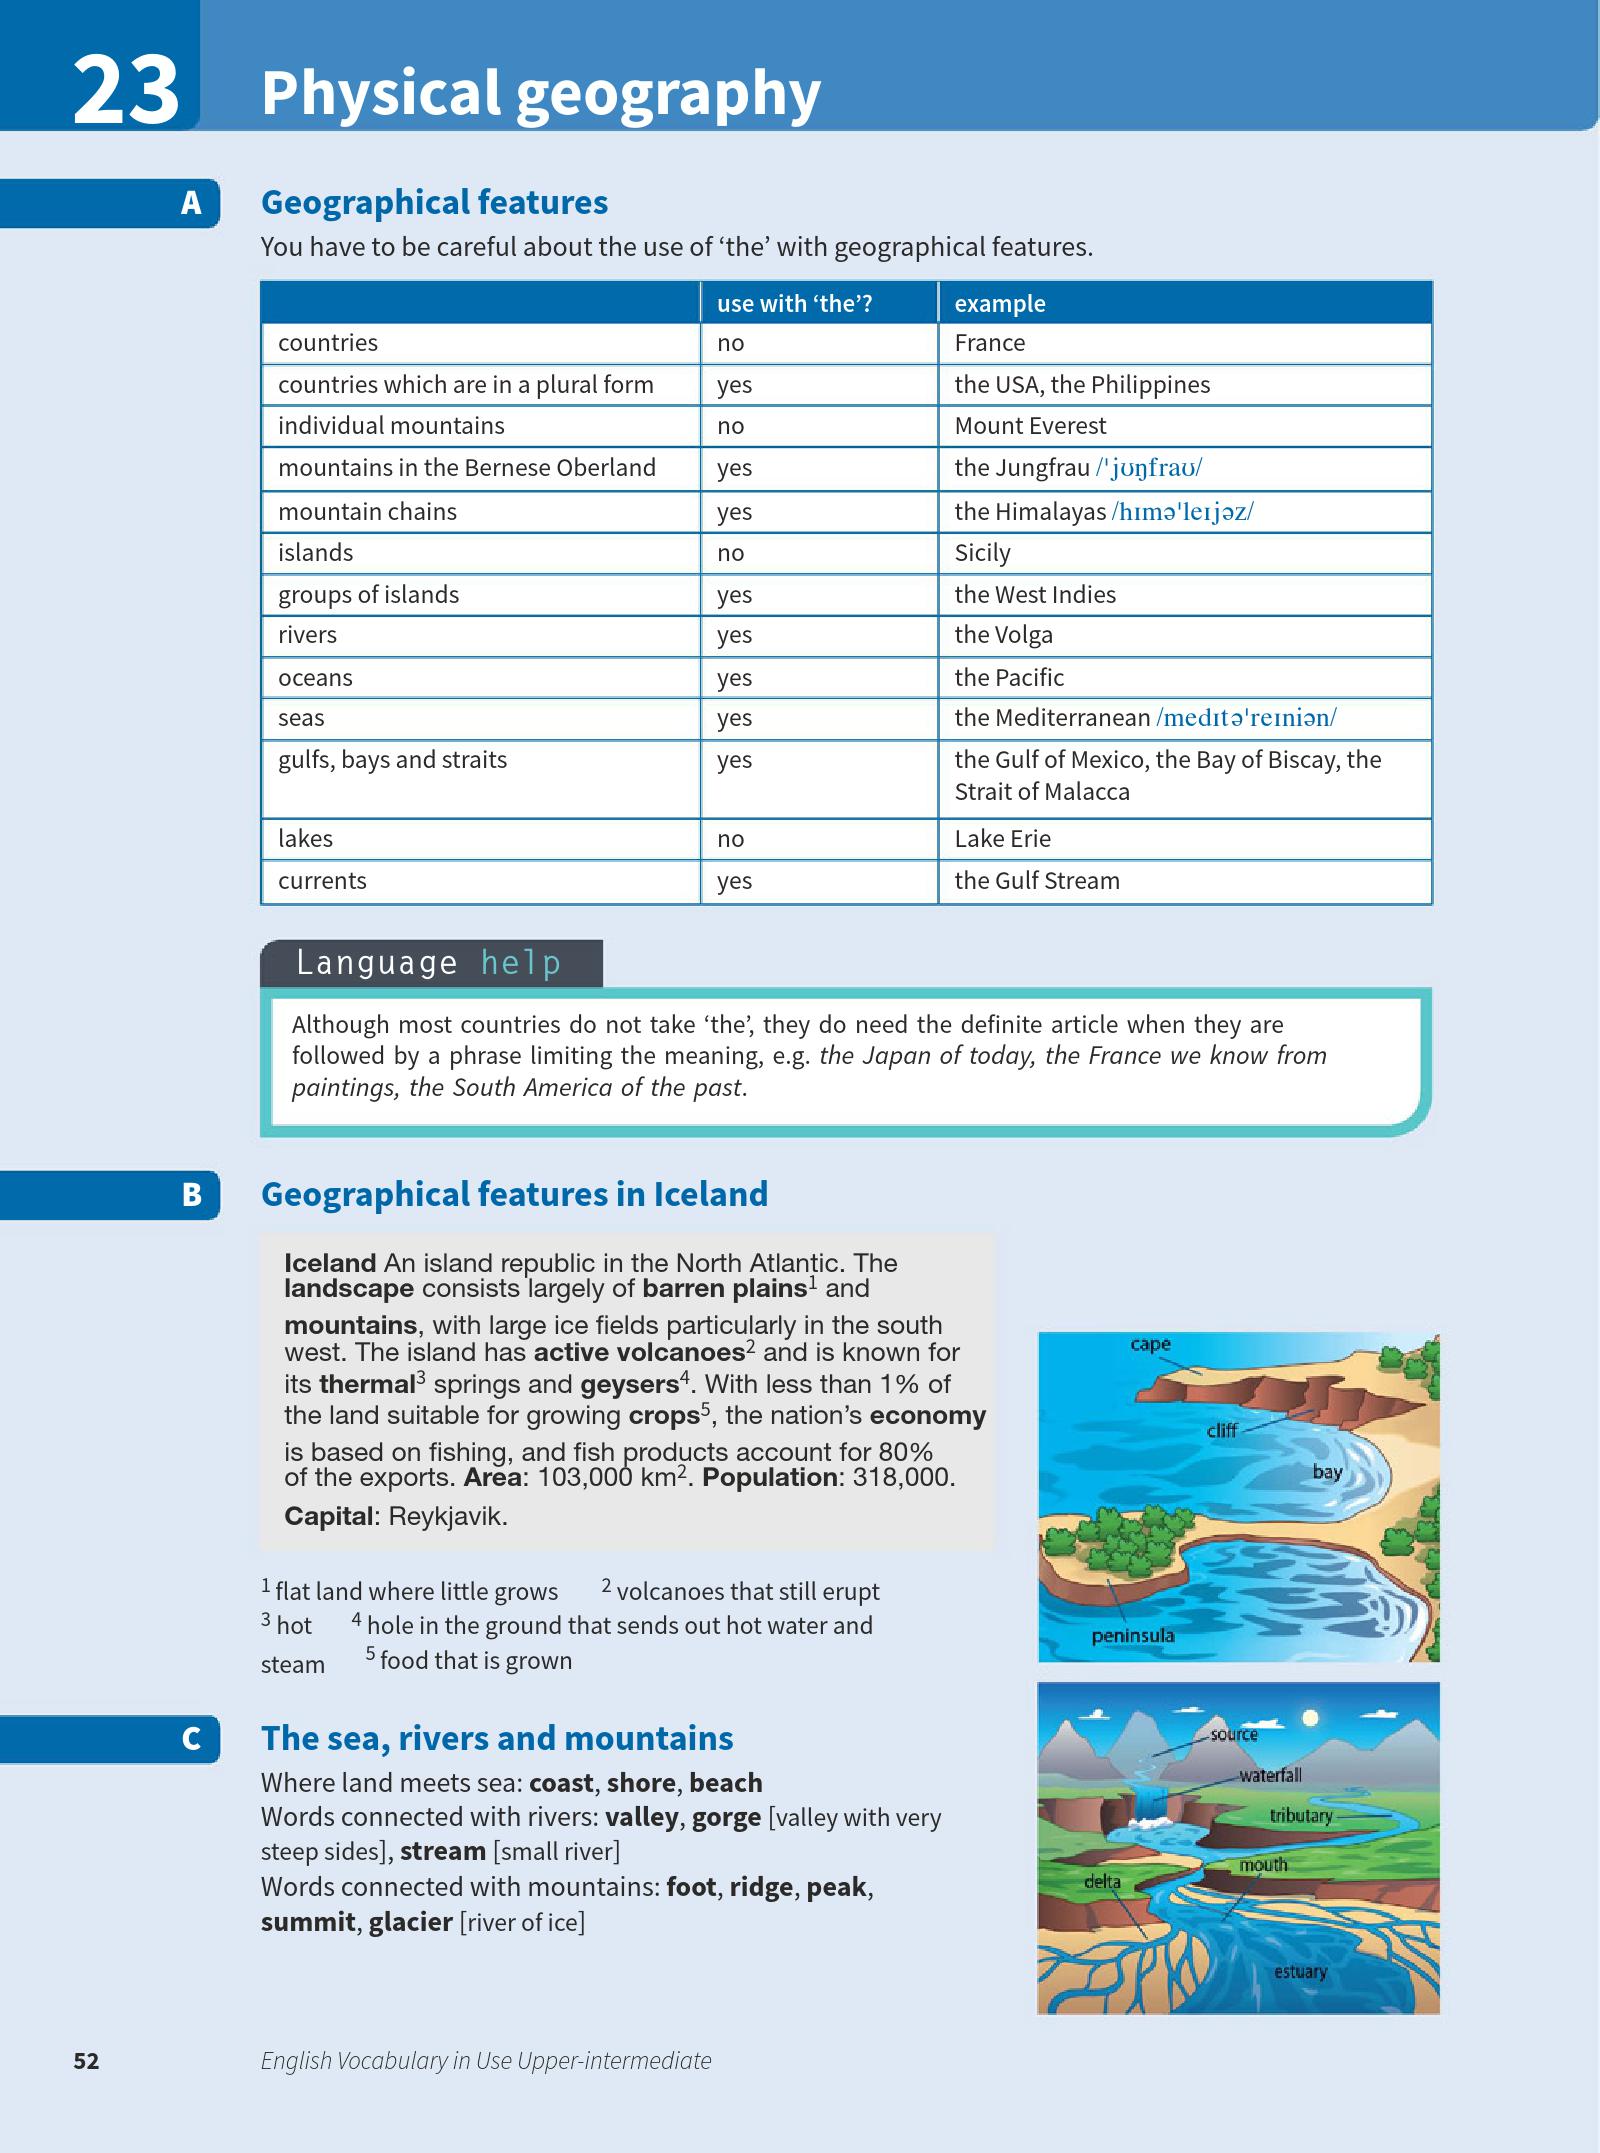 23
Physical geography
A
Geographical features
You have to be careful about the use of ‘the’ with geographical features.
use with ‘the’? example
countries no France
countries which are in a plural form yes the USA, the Philippines
individual mountains no Mount Everest
mountains in the Bernese Oberland yes the Jungfrau /ˈjʊŋfraʊ/
mountain chains yes the Himalayas /hɪməˈleɪjəz/
islands no Sicily
groups of islands yes the West Indies
rivers yes the Volga
oceans yes the Pacific
seas yes the Mediterranean /medɪtəˈreɪniən/
gulfs, bays and straits yes the Gulf of Mexico, the Bay of Biscay, the
Strait of Malacca
lakes no Lake Erie
currents yes the Gulf Stream
Language help
Although most countries do not take ‘the’, they do need the definite article when they are
followed by a phrase limiting the meaning, e.g. the Japan of today, the France we know from
paintings, the South America of the past.
B
Geographical features in Iceland
Iceland An island republic in the North Atlantic. The
landscape consists largely of barren plains1 and
mountains, with large ice fields particularly in the south
west. The island has active volcanoes2 and is known for
its thermal3 springs and geysers4. With less than 1% of
the land suitable for growing crops5, the nation’s economy
is based on fishing, and fish products account for 80%
of the exports. Area: 103,000 km2. Population: 318,000.
Capital: Reykjavik.
1 flat land where little grows 2 volcanoes that still erupt
3 hot 4 hole in the ground that sends out hot water and
steam 5 food that is grown
cape
cliff
bay
peninsula
C
The sea, rivers and mountains
Where land meets sea: coast, shore, beach
Words connected with rivers: valley, gorge [valley with very
steep sides], stream [small river]
Words connected with mountains: foot, ridge, peak,
summit, glacier [river of ice]
source
waterfall
tributary
mouth
delta
estuary
52
English Vocabulary in Use Upper-intermediate